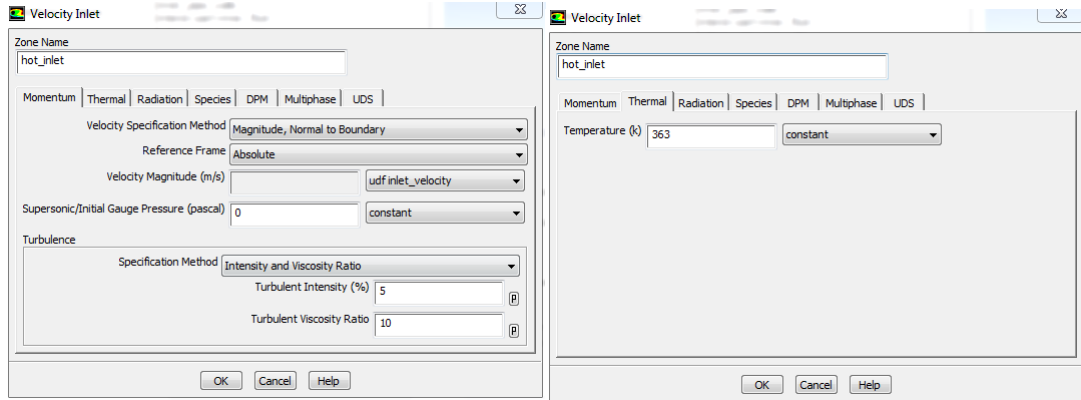 Velocity Inlet
Zone Name
hot_inlet
Momentum Thermal Radiation Species DPM Multiphase UDS
Velocity Specification Method Magnitude, Normal to Boundary
Reference Frame Absolute
Velocity Magnitude (m/s) udf inlet_velocity
Supersonic/Initial Gauge Pressure (pascal) 0 constant
Turbulence
Specification Method Intensity and Viscosity Ratio
Turbulent Intensity (%) 5 P
Turbulent Viscosity Ratio 10 P
OK Cancel Help
Velocity Inlet
Zone Name
hot_inlet
Momentum Thermal Radiation Species DPM Multiphase UDS
Temperature (k) 363 constant
OK Cancel Help